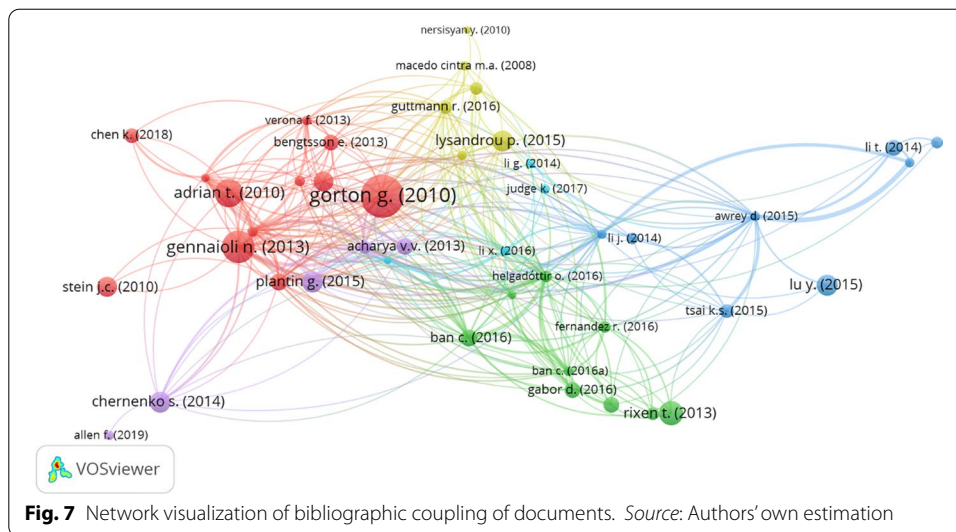 nersisyan y. (2010)
macedo cintra m.a. (2008)
guttmann r. (2016)
verona f. (2013)
chen k. (2018)
bengtsson e. (2013)
lysandrou p. (2015)
li t. (2014)
li g. (2014)
adrian t. (2010)
gorton g. (2010)
judge k. (2017)
awrey d. (2015)
gennaioli n. (2013)
acharya v.v. (2013)
li x. (2016)
li j. (2014)
helgadóttir o. (2016)
stein j.c. (2010)
plantin g. (2015)
lu y. (2015)
tsai k.s. (2015)
fernandez r. (2016)
ban c. (2016)
ban c. (2016a)
gabor d. (2016)
chernenko s. (2014)
rixen t. (2013)
allen f. (2019)
VOSviewer
Fig. 7 Network visualization of bibliographic coupling of documents. Source: Authors' own estimation